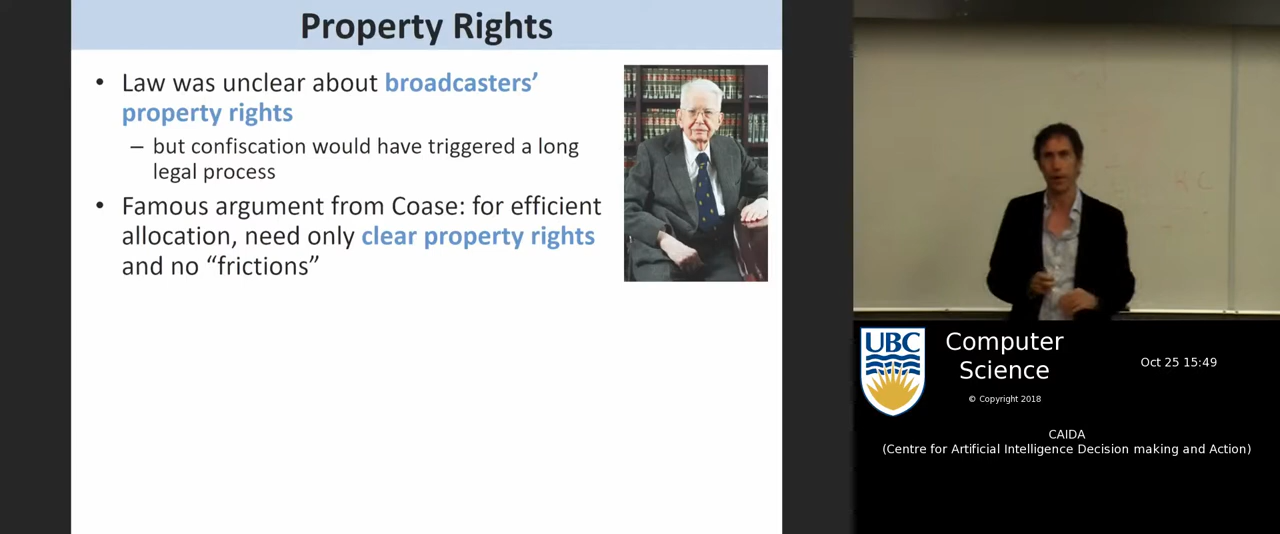 Property Rights
• Law was unclear about broadcasters’
property rights
– but confiscation would have triggered a long
legal process
• Famous argument from Coase: for efficient
allocation, need only clear property rights
and no “frictions”
UBC
Computer
Science
Oct 25 15:49
© Copyright 2018
CAIDA
(Centre for Artificial Intelligence Decision making and Action)